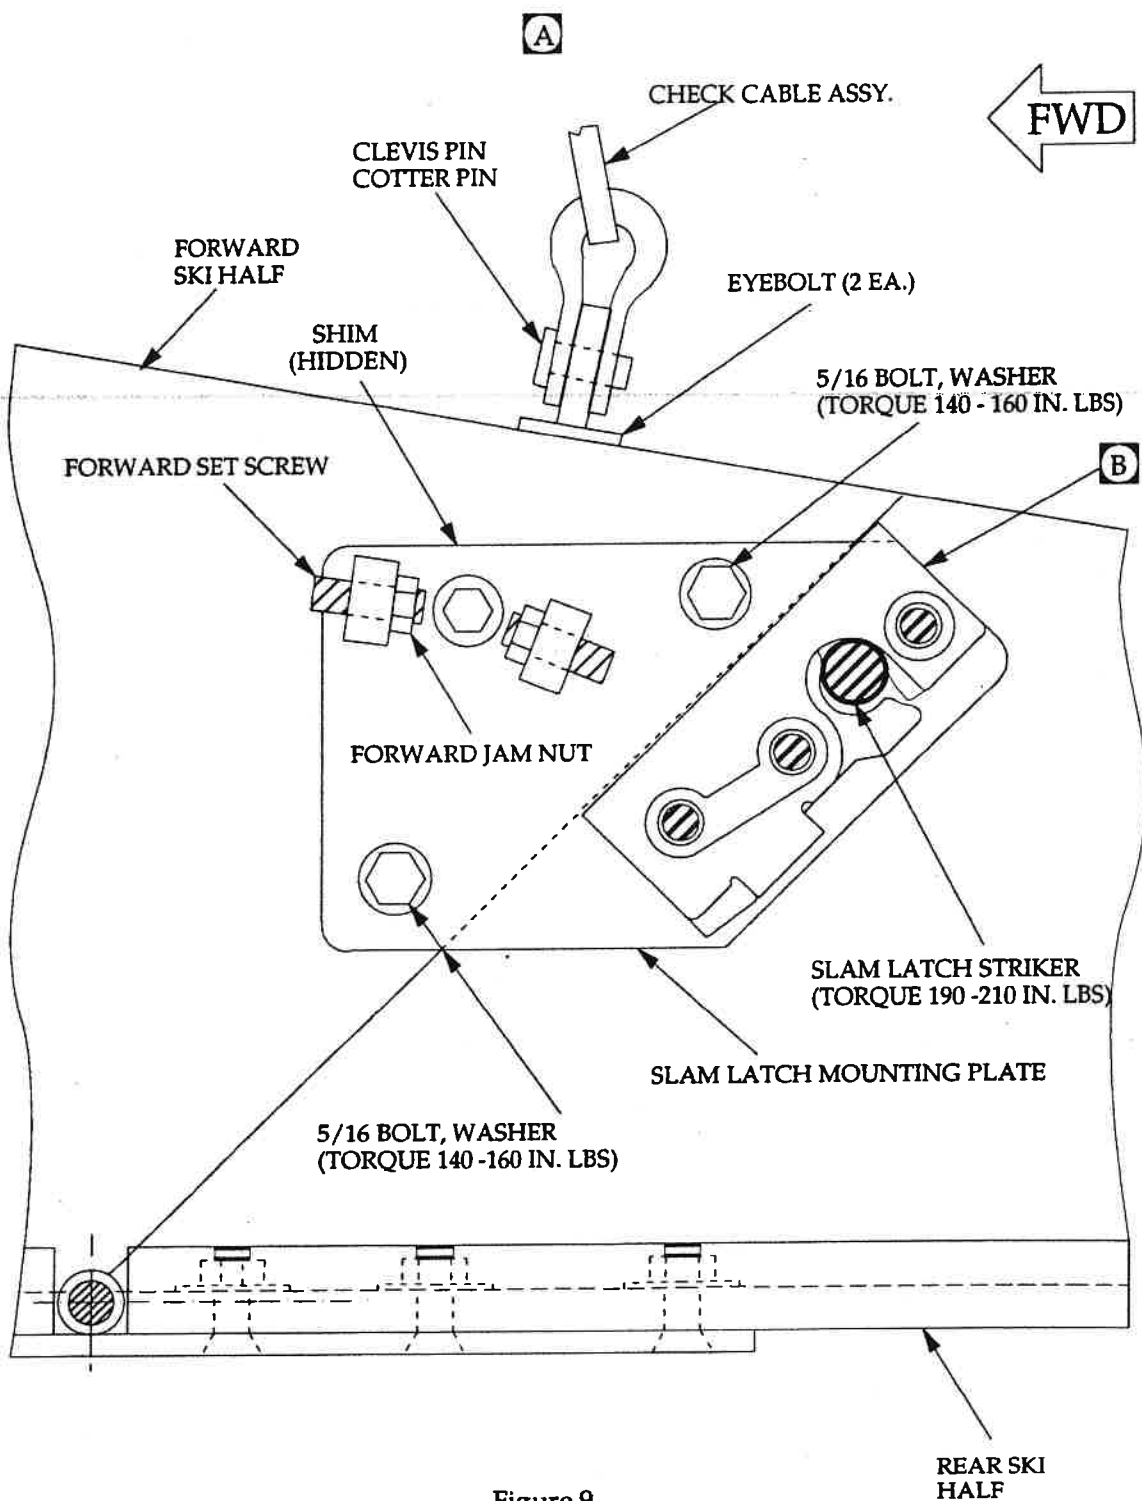 A
CHECK CABLE ASSY.
FWD
CLEVIS PIN
COTTER PIN
FORWARD
SKI HALF
EYEBOLT (2 EA.)
SHIM
(HIDDEN)
5/16 BOLT, WASHER
(TORQUE 140 - 160 IN. LBS)
FORWARD SET SCREW
B
FORWARD JAM NUT
SLAM LATCH STRIKER
(TORQUE 190 -210 IN. LBS)
SLAM LATCH MOUNTING PLATE
5/16 BOLT, WASHER
(TORQUE 140 -160 IN. LBS)
REAR SKI
HALF
Figure 9